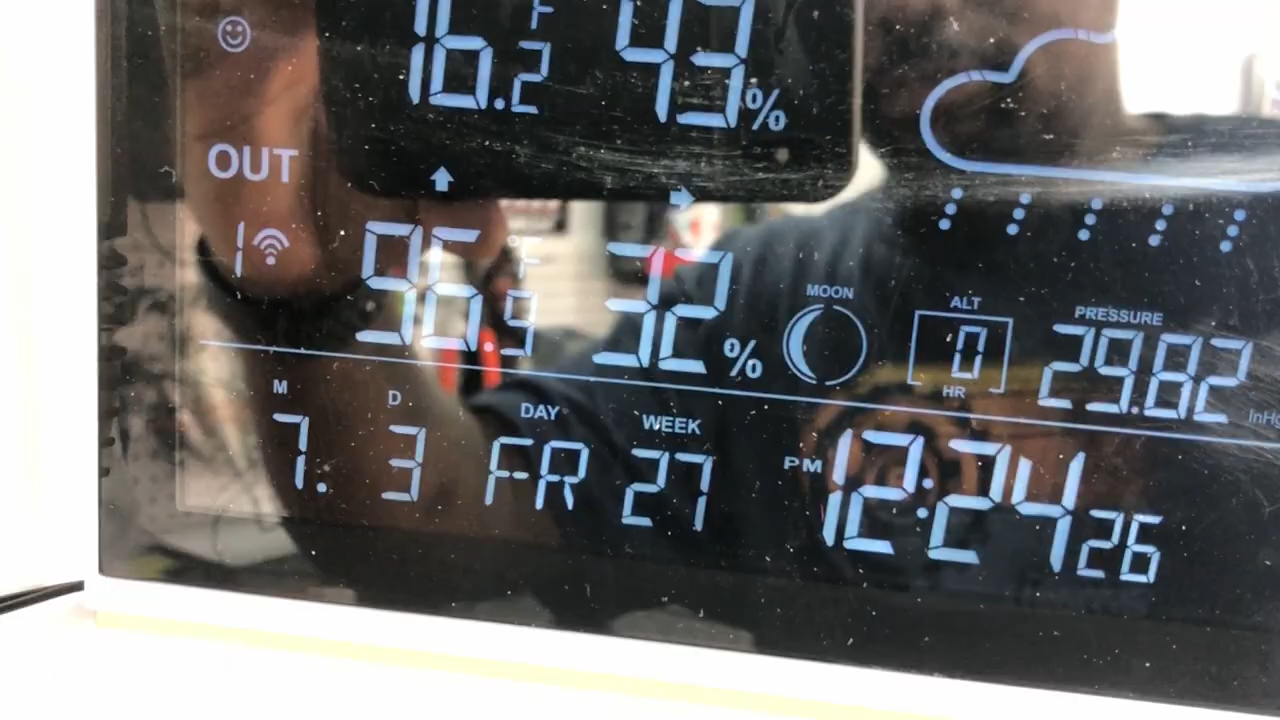 16.2 F 43%
OUT
1 96.9 F 32%
MOON
ALT 0 HR
PRESSURE 29.82 InHg
M D DAY WEEK
7. 3 FR 27 PM 12:24 26